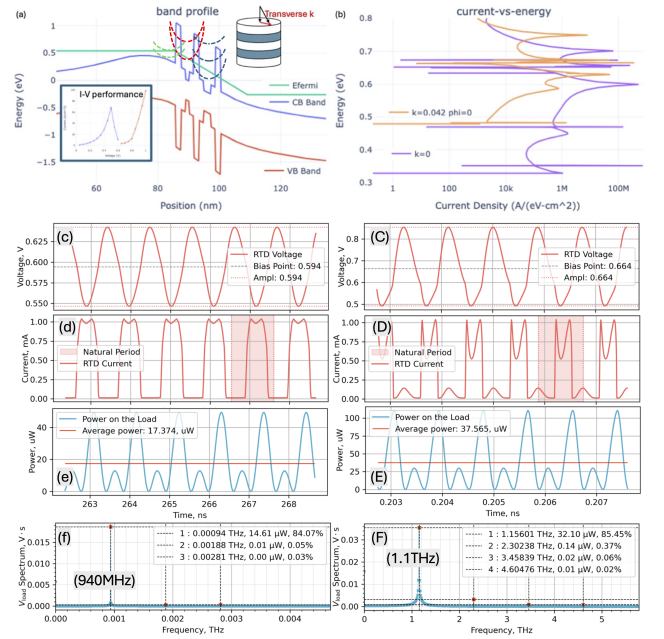 (a)
band profile
Transverse k
1
0.5
0
−0.5
−1
−1.5
Energy (eV)
I-V performance
Efermi
CB Band
VB Band
60
80
100
120
Position (nm)
(b)
current-vs-energy
0.8
0.7
0.6
0.5
0.4
0.3
Energy (eV)
k=0.042 phi=0
k=0
1
100
10k
1M
100M
Current Density (A/(eV-cm^2))
(c)
Voltage, V
0.625
0.600
0.575
0.550
RTD Voltage
Bias Point: 0.594
Ampl: 0.594
(C)
Voltage, V
0.8
0.7
0.6
0.5
RTD Voltage
Bias Point: 0.664
Ampl: 0.664
(d)
Current, mA
1.00
0.75
0.50
0.25
0.00
Natural Period
RTD Current
(D)
Current, mA
1.00
0.75
0.50
0.25
0.00
Natural Period
RTD Current
(e)
Power, uW
40
20
0
Power on the Load
Average power: 17.374, uW
263
264
265
266
267
268
Time, ns
(E)
Power, uW
100
75
50
25
0
Power on the Load
Average power: 37.565, uW
0.203
0.204
0.205
0.206
0.207
Time, ns
(f)
Vload Spectrum, V · s
0.015
0.010
0.005
0.000
1 : 0.00094 THz, 14.61 μW, 84.07%
2 : 0.00188 THz, 0.01 μW, 0.05%
3 : 0.00281 THz, 0.00 μW, 0.03%
(940MHz)
0.000
0.001
0.002
0.003
0.004
0.005
Frequency, THz
(F)
Vload Spectrum, V · s
0.03
0.02
0.01
0.00
1 : 1.15601 THz, 32.10 μW, 85.45%
2 : 2.30238 THz, 0.14 μW, 0.37%
3 : 3.45839 THz, 0.02 μW, 0.06%
4 : 4.60476 THz, 0.01 μW, 0.02%
(1.1THz)
0
1
2
3
4
5
Frequency, THz